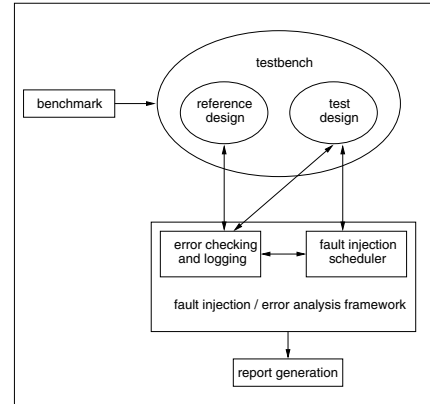 testbench
benchmark
reference
design
test
design
error checking
and logging
fault injection
scheduler
fault injection / error analysis framework
report generation